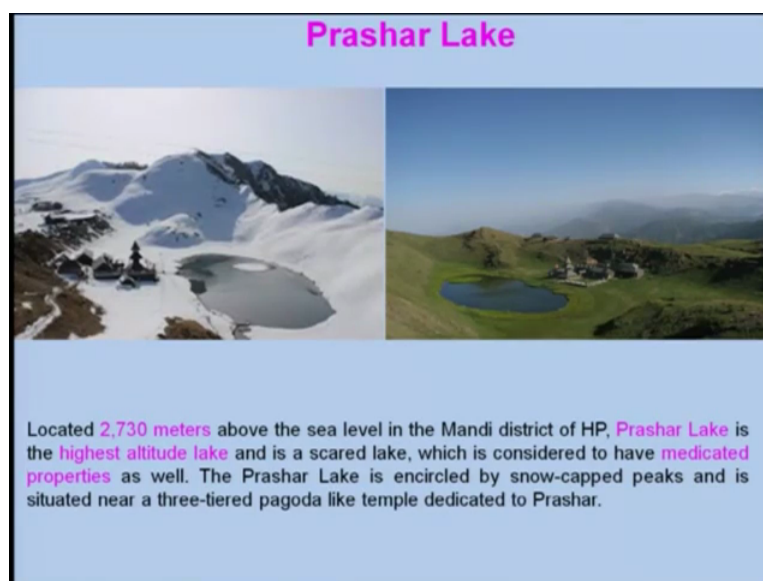 Prashar Lake
Located 2,730 meters above the sea level in the Mandi district of HP, Prashar Lake is
the highest altitude lake and is a scared lake, which is considered to have medicated
properties as well. The Prashar Lake is encircled by snow-capped peaks and is
situated near a three-tiered pagoda like temple dedicated to Prashar.